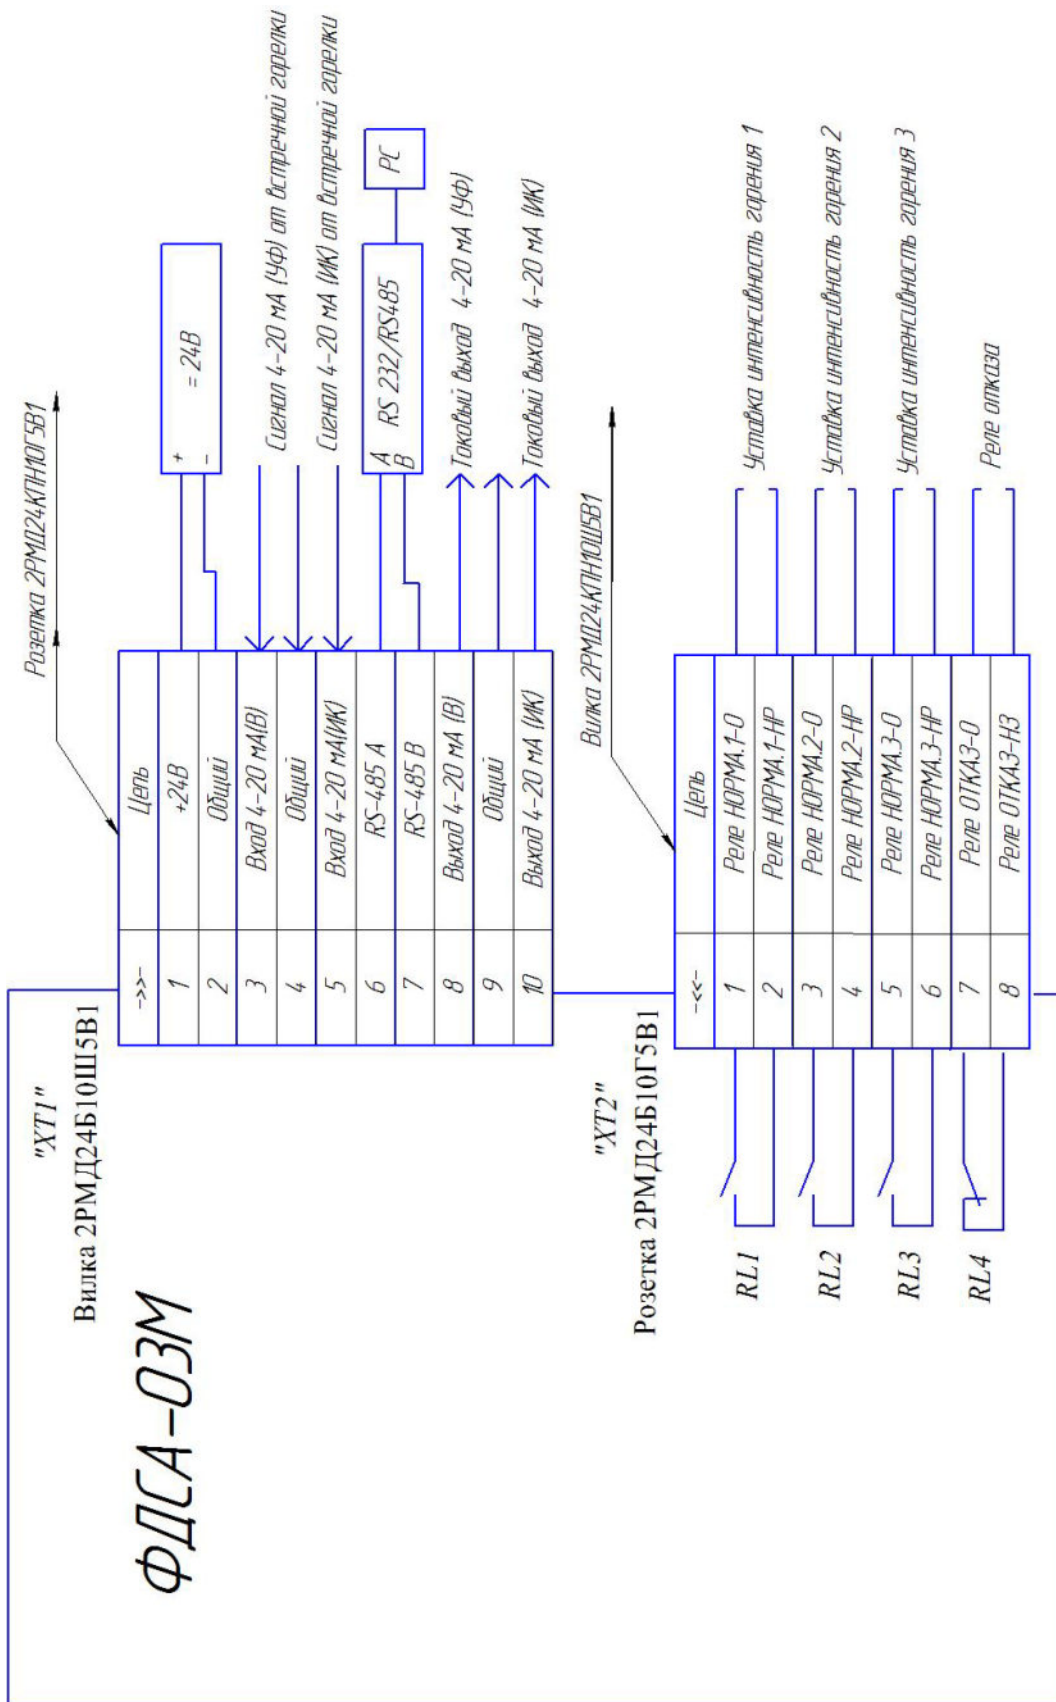 ФДСА-03М
"XT1"
Вилка 2РМД24Б10Ш5В1
Розетка 2РМД24КПН10Г5В1
->>- Цепь
1 +24В
2 Общий
3 Вход 4-20 мА(В)
4 Общий
5 Вход 4-20 мА(ИК)
6 RS-485 A
7 RS-485 B
8 Выход 4-20 мА (В)
9 Общий
10 Выход 4-20 мА (ИК)
+
= 24В
-
Сигнал 4-20 мА (УФ) от встречной горелки
Сигнал 4-20 мА (ИК) от встречной горелки
A
B
RS 232/RS485
PC
Токовый выход 4-20 мА (УФ)
Токовый выход 4-20 мА (ИК)
"XT2"
Розетка 2РМД24Б10Г5В1
Вилка 2РМД24КПН10Ш5В1
-<<- Цепь
1 Реле НОРМА.1-О
2 Реле НОРМА.1-НР
3 Реле НОРМА.2-О
4 Реле НОРМА.2-НР
5 Реле НОРМА.3-О
6 Реле НОРМА.3-НР
7 Реле ОТКАЗ-О
8 Реле ОТКАЗ-НЗ
RL1
RL2
RL3
RL4
Уставка интенсивность горения 1
Уставка интенсивность горения 2
Уставка интенсивность горения 3
Реле отказа